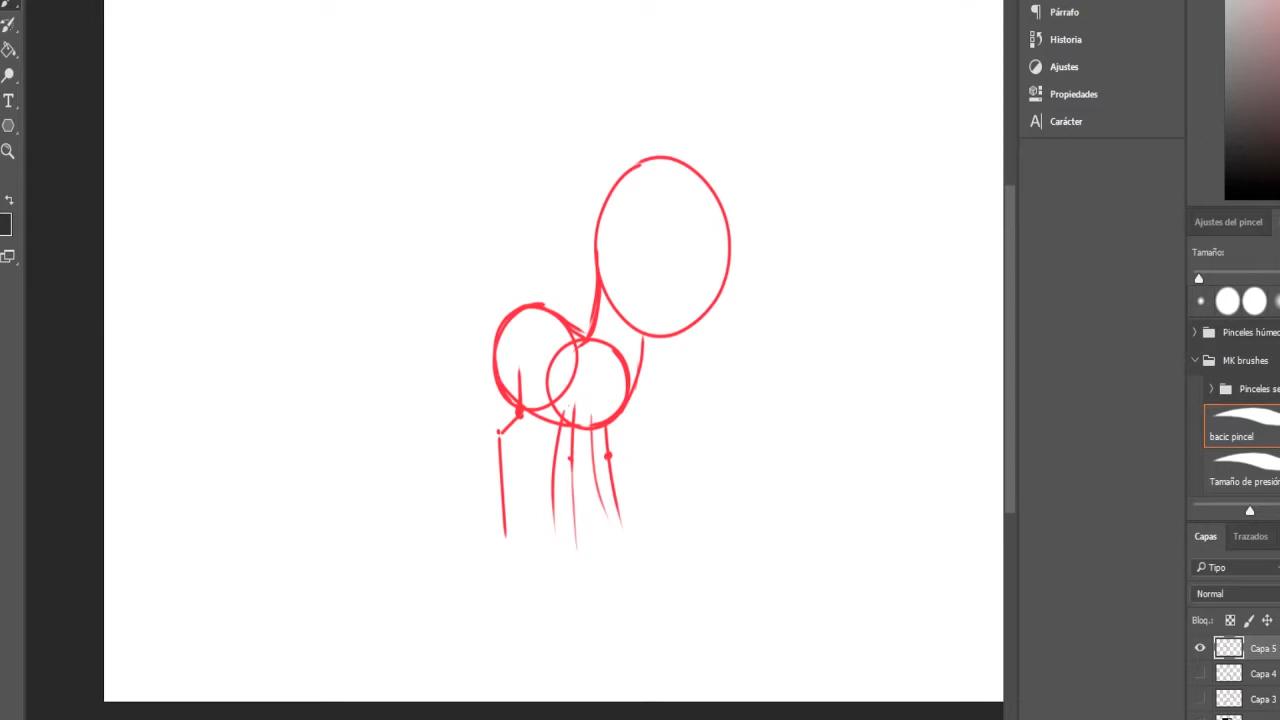 Párrafo
Historia
Ajustes
Propiedades
Carácter
Ajustes del pincel
Tamaño:
Pinceles húme
MK brushes
Pinceles se
bacic pincel
Tamaño de presión
Capas
Trazados
Tipo
Normal
Bloq.:
Capa 5
Capa 4
Capa 3